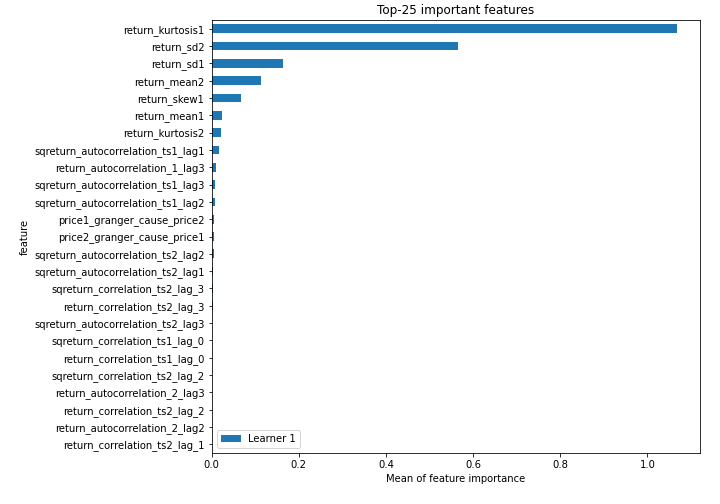 Top-25 important features
return_kurtosis1
return_sd2
return_sd1
return_mean2
return_skew1
return_mean1
return_kurtosis2
sqreturn_autocorrelation_ts1_lag1
return_autocorrelation_1_lag3
sqreturn_autocorrelation_ts1_lag3
sqreturn_autocorrelation_ts1_lag2
price1_granger_cause_price2
price2_granger_cause_price1
sqreturn_autocorrelation_ts2_lag2
sqreturn_autocorrelation_ts2_lag1
sqreturn_correlation_ts2_lag_3
return_correlation_ts2_lag_3
sqreturn_autocorrelation_ts2_lag3
sqreturn_correlation_ts1_lag_0
return_correlation_ts1_lag_0
sqreturn_correlation_ts2_lag_2
return_autocorrelation_2_lag3
return_correlation_ts2_lag_2
return_autocorrelation_2_lag2
return_correlation_ts2_lag_1
feature
Learner 1
0.0 0.2 0.4 0.6 0.8 1.0
Mean of feature importance